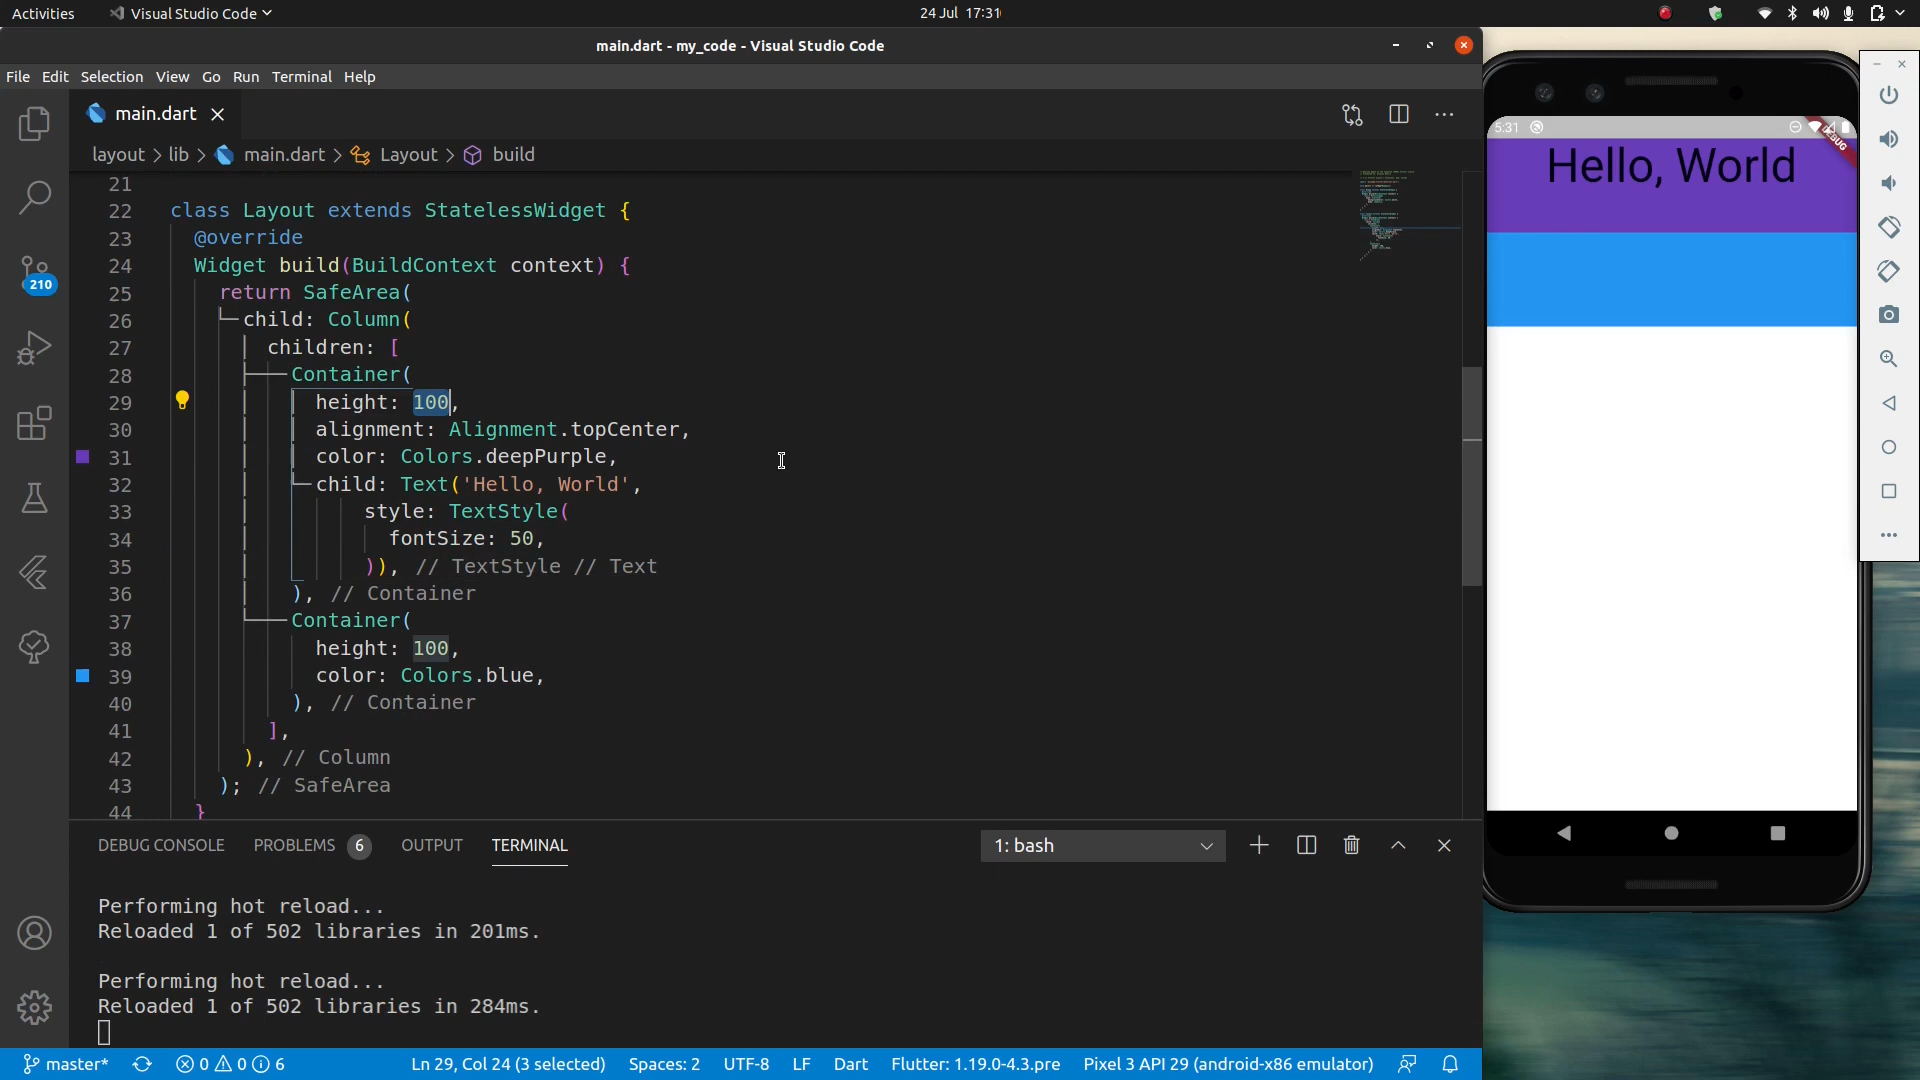 Activities Visual Studio Code 24 Jul 17:31
main.dart - my_code - Visual Studio Code
File Edit Selection View Go Run Terminal Help
main.dart
layout > lib > main.dart > Layout > build
21
22 class Layout extends StatelessWidget {
23 @override
24 Widget build(BuildContext context) {
25 return SafeArea(
26 child: Column(
27 children: [
28 Container(
29 height: 100,
30 alignment: Alignment.topCenter,
31 color: Colors.deepPurple,
32 child: Text('Hello, World',
33 style: TextStyle(
34 fontSize: 50,
35 )), // TextStyle // Text
36 ), // Container
37 Container(
38 height: 100,
39 color: Colors.blue,
40 ), // Container
41 ],
42 ), // Column
43 ); // SafeArea
44 }
210
DEBUG CONSOLE PROBLEMS 6 OUTPUT TERMINAL 1: bash
Performing hot reload...
Reloaded 1 of 502 libraries in 201ms.
Performing hot reload...
Reloaded 1 of 502 libraries in 284ms.
master* 0 0 6 Ln 29, Col 24 (3 selected) Spaces: 2 UTF-8 LF Dart Flutter: 1.19.0-4.3.pre Pixel 3 API 29 (android-x86 emulator)
5:31
DEBUG
Hello, World